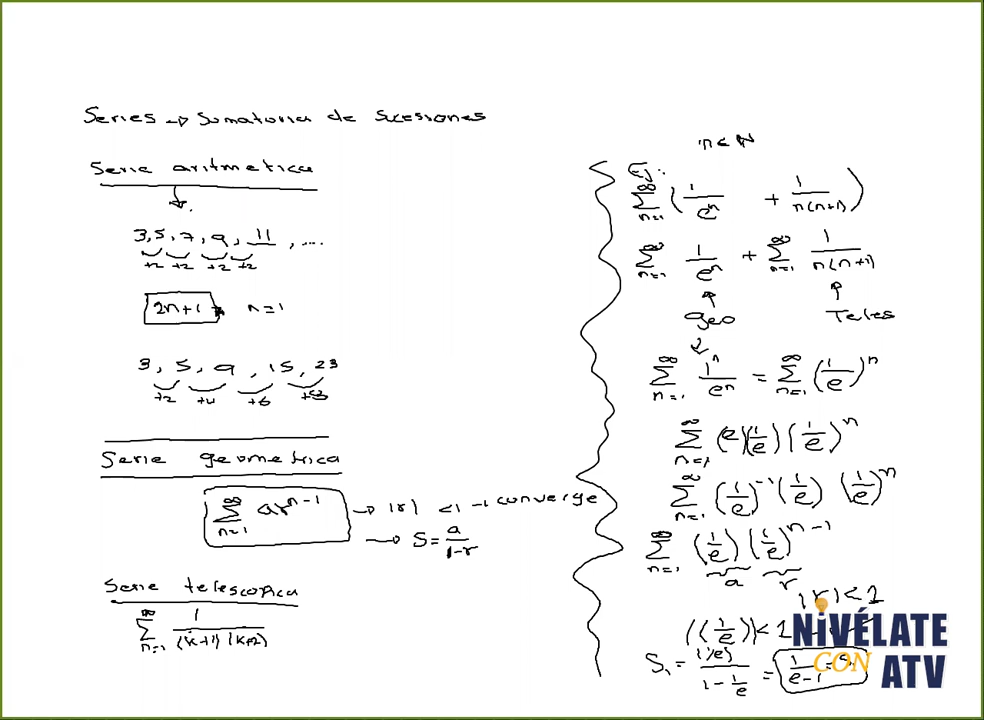 Series → Sumatoria de sucesiones
Serie aritmetica
3, 5, 7, 9, 11, ....
+2 +2 +2 +2
2n+1 → n=1
3, 5, 9, 15, 23
+2 +4 +6 +8
Serie geometrica
∞ ∑ n=1 ar^(n-1) → |r| < 1 → converge
→ S = a/(1-r)
Serie telescopica
∞ ∑ n=1 1/((k+1)(k+2))
n ∈ N
Ej:
∞ ∑ n=1 (1/e^n + 1/(n(n+1)))
∞ ∑ n=1 1/e^n + ∞ ∑ n=1 1/(n(n+1))
geo Teles
∞ ∑ n=1 1^n/e^n = ∞ ∑ n=1 (1/e)^n
∑ n=1 (e)(1/e)(1/e)^n
∞ ∑ n=1 (1/e)^-1 (1/e) (1/e)^n
∞ ∑ n=1 (1/e)(1/e)^(n-1)
a r
|r| < 1
|(1/e)| < 1
S₁ = (1/e)/(1 - 1/e) = 1/(e-1) = S₁
NIVÉLATE
CON
ATV